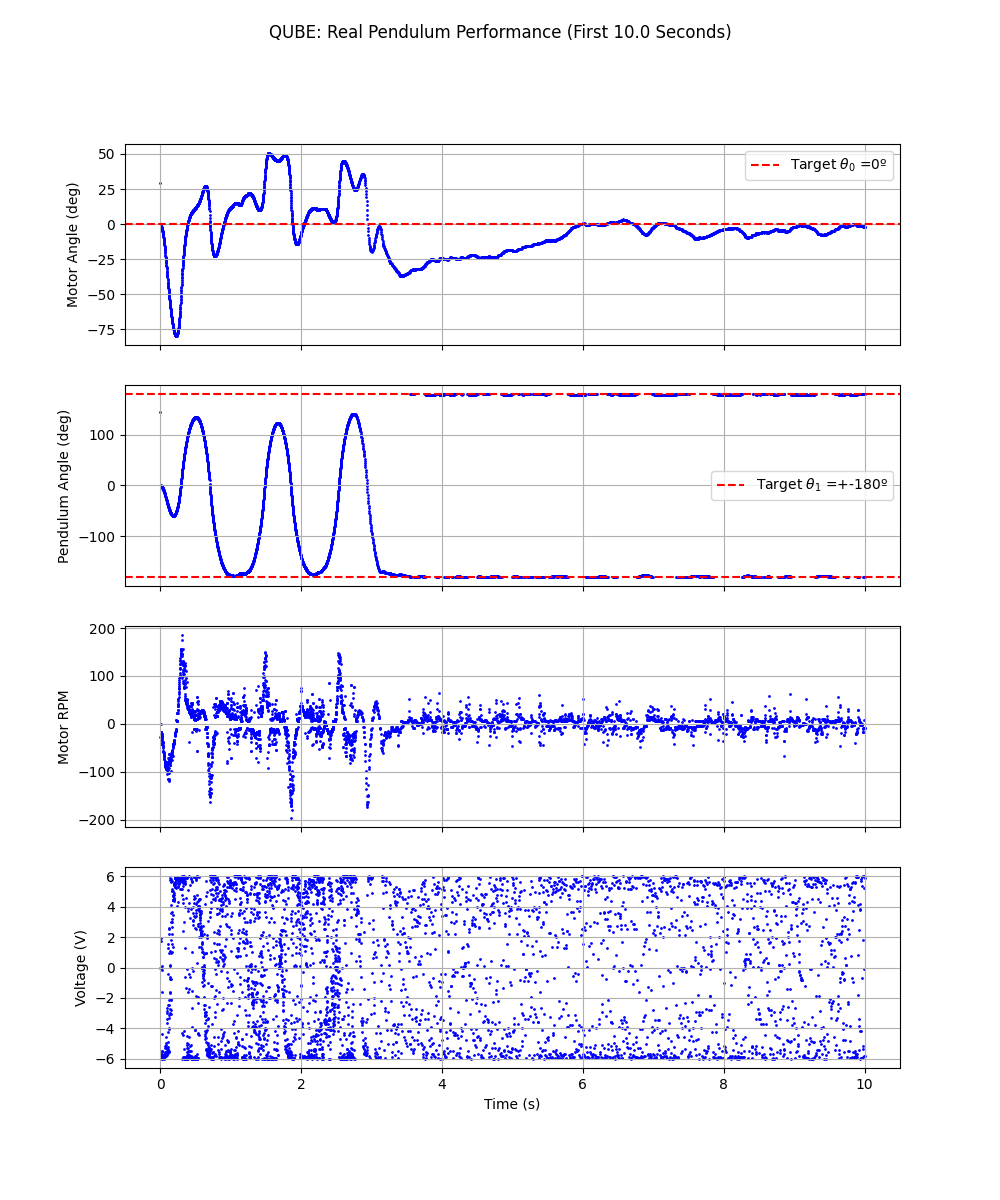 QUBE: Real Pendulum Performance (First 10.0 Seconds)
50
25
0
−25
−50
−75
Motor Angle (deg)
Target θ0 =0º
100
0
−100
Pendulum Angle (deg)
Target θ1 =+-180º
200
100
0
−100
−200
Motor RPM
6
4
2
0
−2
−4
−6
Voltage (V)
0 2 4 6 8 10
Time (s)